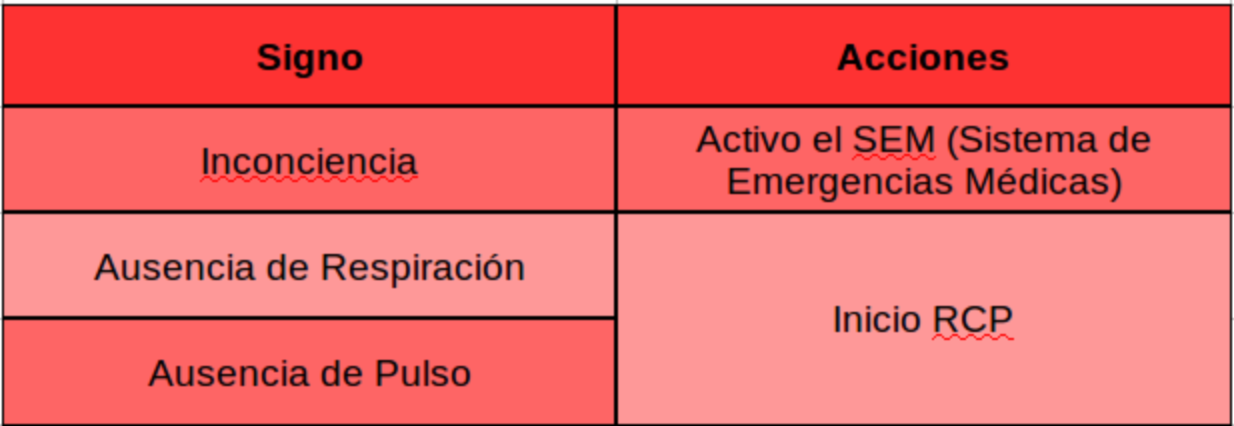 Signo
Acciones
Inconciencia
Activo el SEM (Sistema de
Emergencias Médicas)
Ausencia de Respiración
Inicio RCP
Ausencia de Pulso